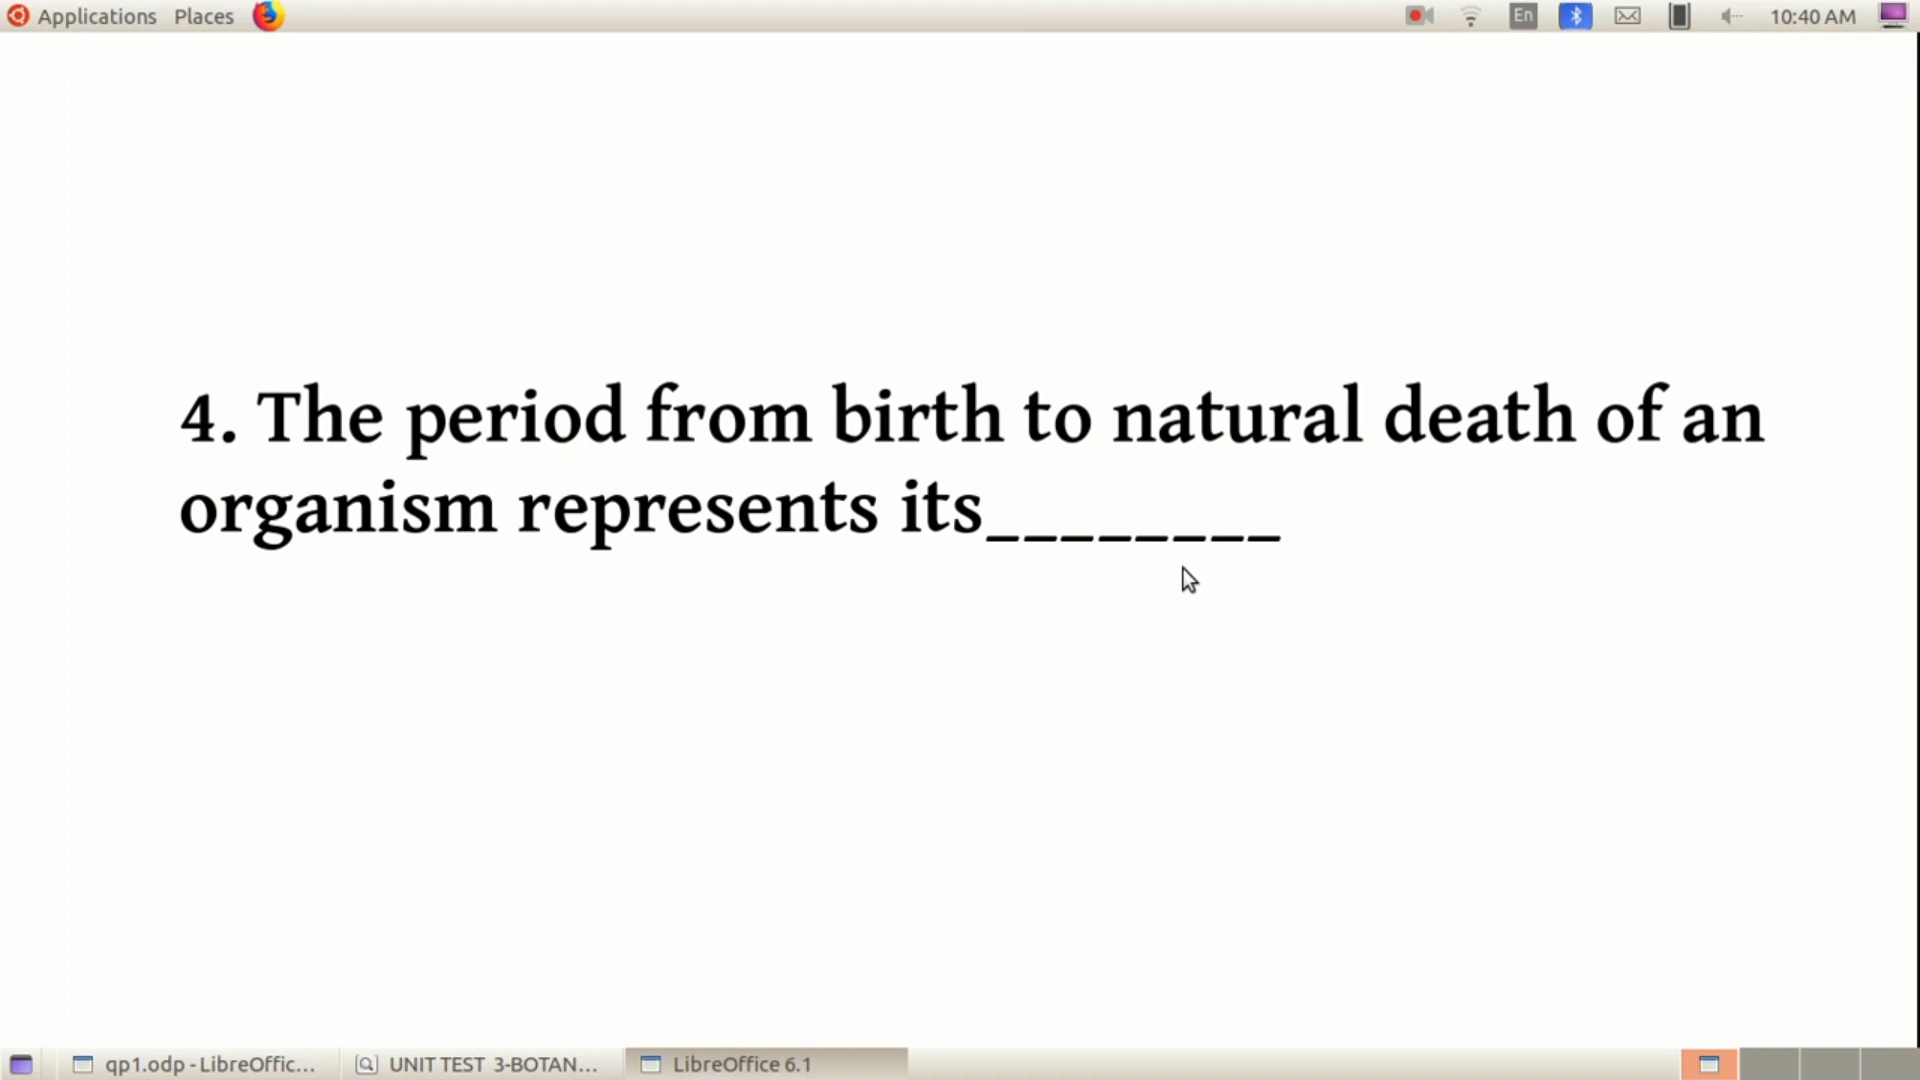 Applications Places
En
10:40 AM
4. The period from birth to natural death of an
organism represents its________
qp1.odp - LibreOffic...
UNIT TEST 3-BOTAN...
LibreOffice 6.1